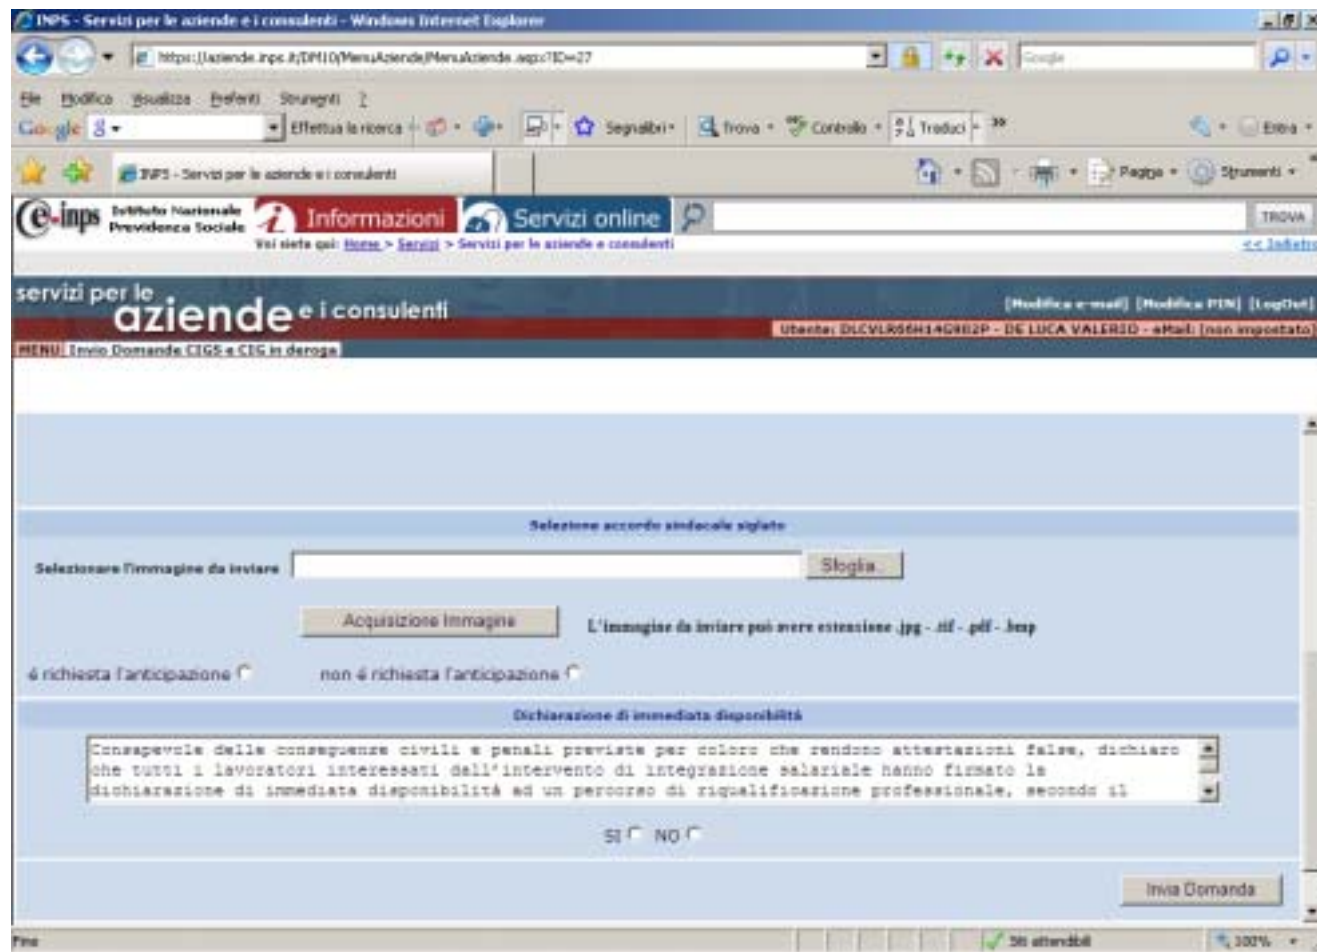 INPS - Servizi per le aziende e i consulenti - Windows Internet Explorer
https://aziende.inps.it/DM10/MenuAziende/MenuAziende.aspx?ID=27
Google
File Modifica Visualizza Preferiti Strumenti ?
Google Effettua la ricerca Segnalibri Trova Controllo Traduci Entra
INPS - Servizi per le aziende e i consulenti Pagina Strumenti
e-inps Istituto Nazionale Previdenza Sociale Informazioni Servizi online TROVA
Voi siete qui: Home > Servizi > Servizi per le aziende e consulenti << Indietro
servizi per le aziende e i consulenti
[Modifica e-mail] [Modifica PIN] [LogOut]
Utente: - DE LUCA VALERIO - eMail: [non impostato]
MENU Invio Domande CIGS e CIG in deroga
Selezione accordo sindacale siglato
Selezionare l'immagine da inviare Sfoglia...
Acquisizione Immagine L'immagine da inviare può avere estensione .jpg - .tif - .pdf - .bmp
é richiesta l'anticipazione non é richiesta l'anticipazione
Dichiarazione di immediata disponibilità
Consapevole delle conseguenze civili e penali previste per coloro che rendono attestazioni false, dichiaro
che tutti i lavoratori interessati dall'intervento di integrazione salariale hanno firmato la
dichiarazione di immediata disponibilità ad un percorso di riqualificazione professionale, secondo il
SI NO
Invia Domanda
Fine Siti attendibili 100%